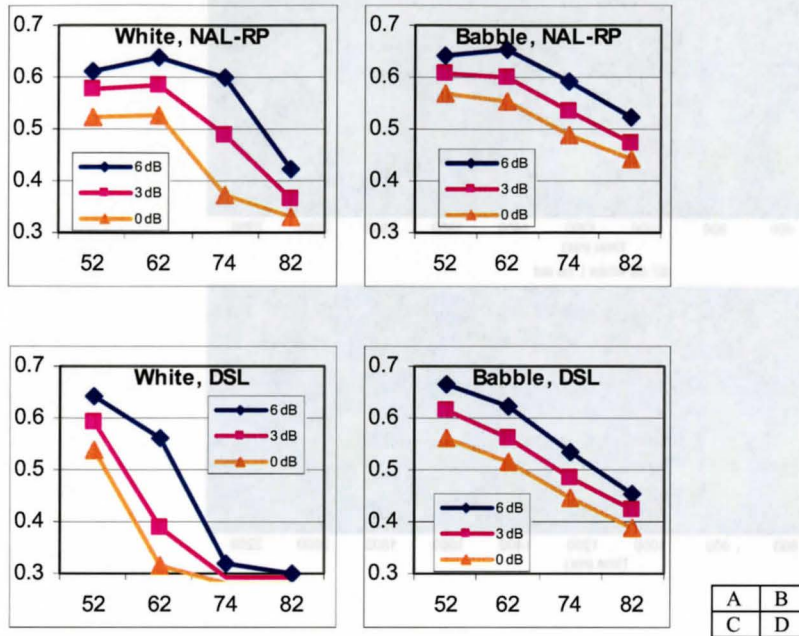 White, NAL-RP
0.7
0.6
0.5
0.4
0.3
6 dB
3 dB
0 dB
52 62 74 82
Babble, NAL-RP
0.7
0.6
0.5
0.4
0.3
6 dB
3 dB
0 dB
52 62 74 82
White, DSL
0.7
0.6
0.5
0.4
0.3
6 dB
3 dB
0 dB
52 62 74 82
Babble, DSL
0.7
0.6
0.5
0.4
0.3
6 dB
3 dB
0 dB
52 62 74 82
A B
C D